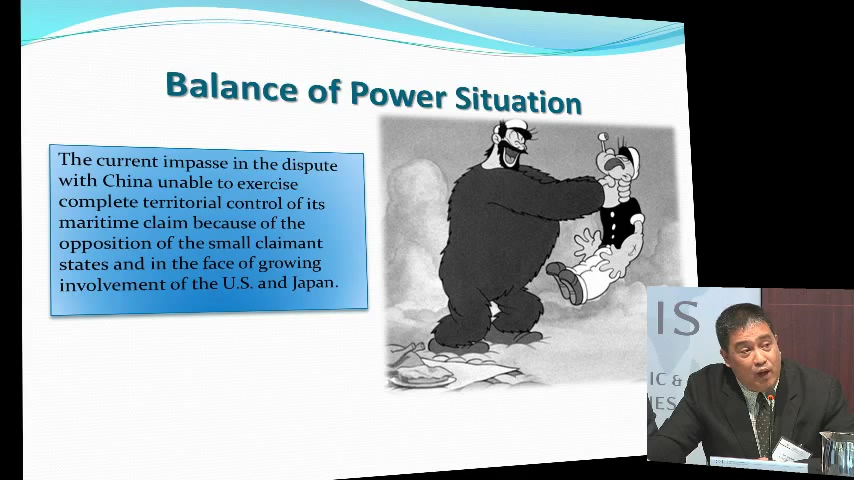 Balance of Power Situation
The current impasse in the dispute
with China unable to exercise
complete territorial control of its
maritime claim because of the
opposition of the small claimant
states and in the face of growing
involvement of the U.S. and Japan.
IS
IC &
IES